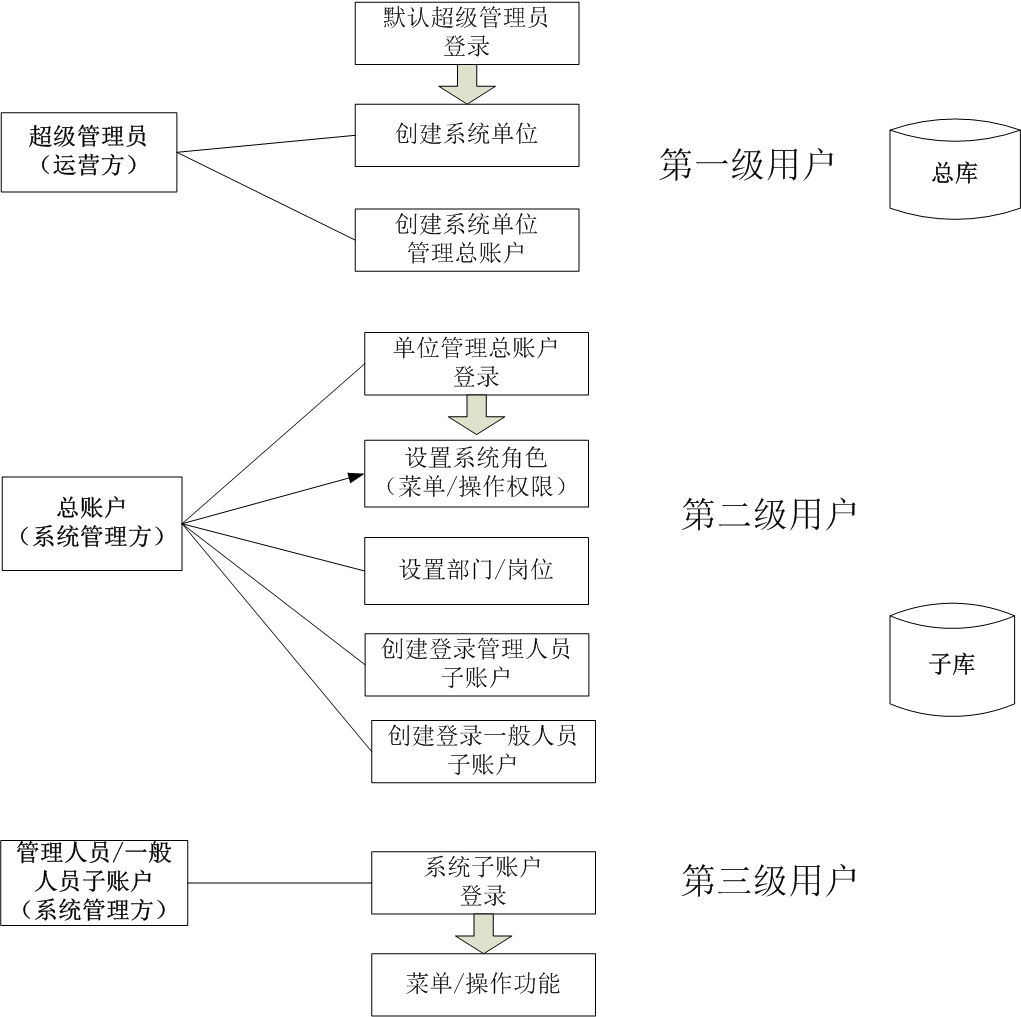 默认超级管理员
登录
超级管理员
（运营方）
创建系统单位
第一级用户
总库
创建系统单位
管理总账户
单位管理总账户
登录
总账户
（系统管理方）
设置系统角色
（菜单/操作权限）
第二级用户
设置部门/岗位
创建登录管理人员
子账户
子库
创建登录一般人员
子账户
管理人员/一般
人员子账户
（系统管理方）
系统子账户
登录
第三级用户
菜单/操作功能